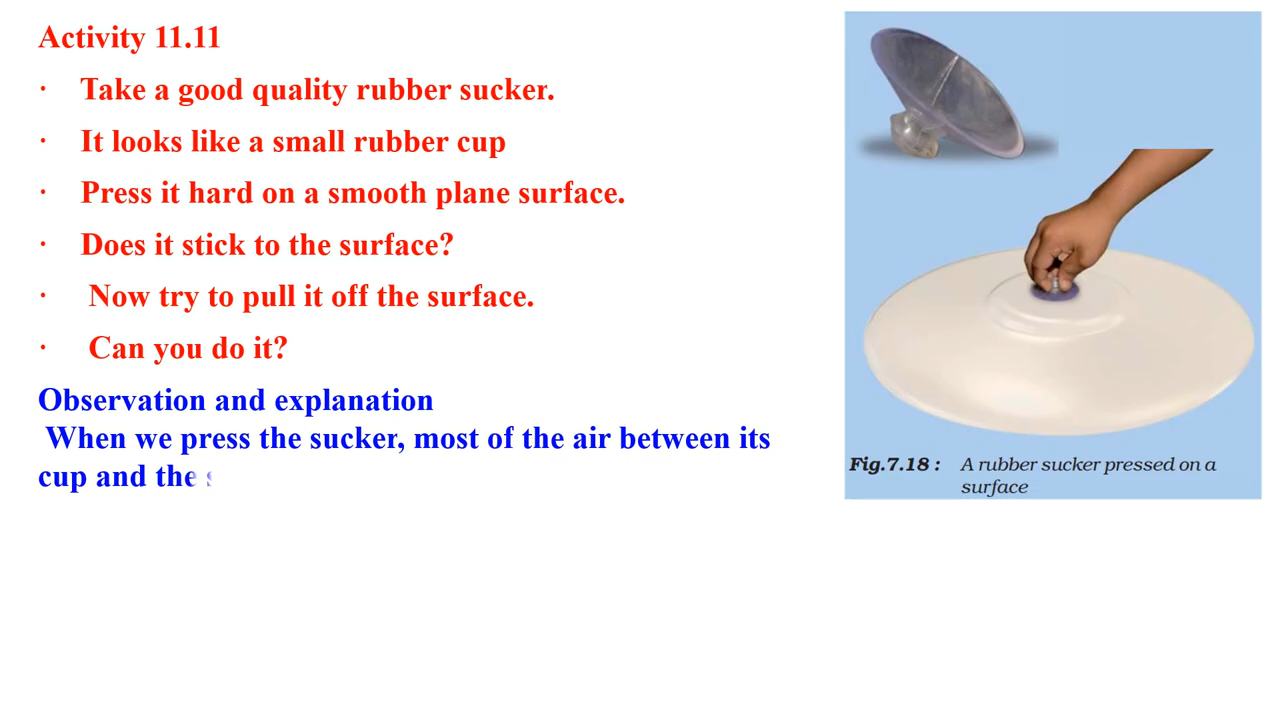 Activity 11.11
· Take a good quality rubber sucker.
· It looks like a small rubber cup
· Press it hard on a smooth plane surface.
· Does it stick to the surface?
· Now try to pull it off the surface.
· Can you do it?
Observation and explanation
When we press the sucker, most of the air between its
cup and the
Fig.7.18 : A rubber sucker pressed on a
surface